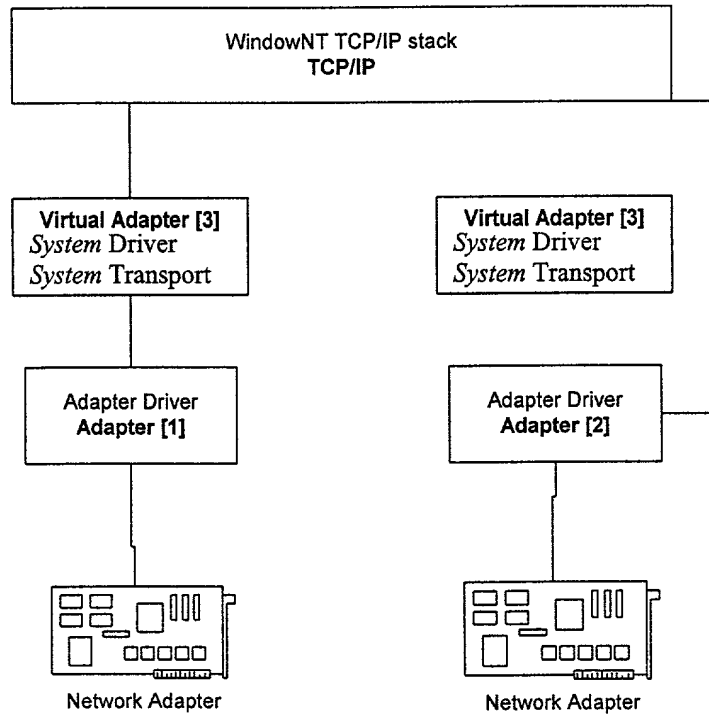 WindowNT TCP/IP stack
TCP/IP
Virtual Adapter [3]
System Driver
System Transport
Virtual Adapter [3]
System Driver
System Transport
Adapter Driver
Adapter [1]
Adapter Driver
Adapter [2]
Network Adapter
Network Adapter